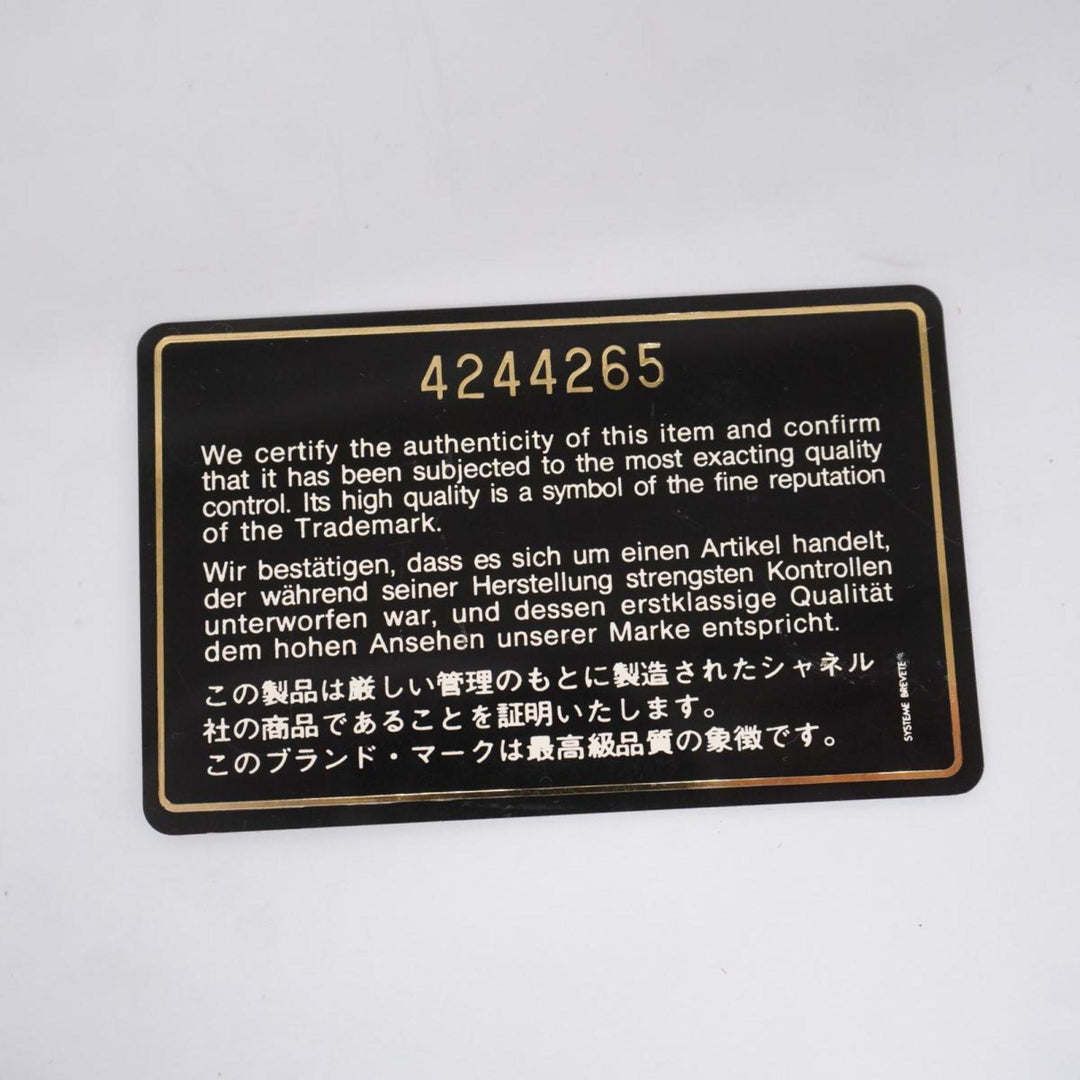 4244265
We certify the authenticity of this item and confirm
that it has been subjected to the most exacting quality
control. Its high quality is a symbol of the fine reputation
of the Trademark.
Wir bestätigen, dass es sich um einen Artikel handelt,
der während seiner Herstellung strengsten Kontrollen
unterworfen war, und dessen erstklassige Qualität
dem hohen Ansehen unserer Marke entspricht.
この製品は厳しい管理のもとに製造されたシャネル
社の商品であることを証明いたします。
このブランド・マークは最高級品質の象徴です。
SYSTEME BREVETE